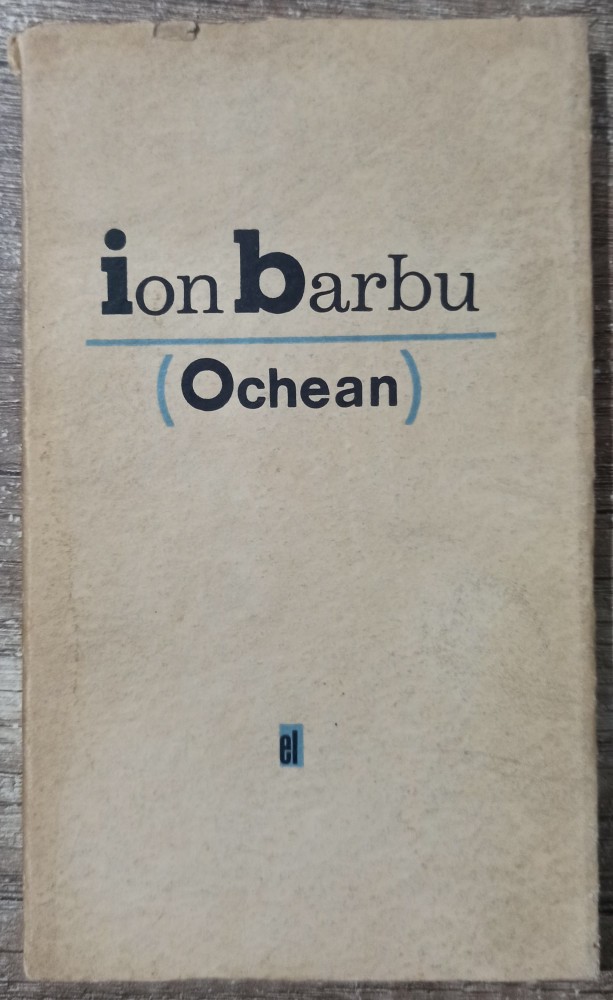 ion barbu
(Ochean)
el